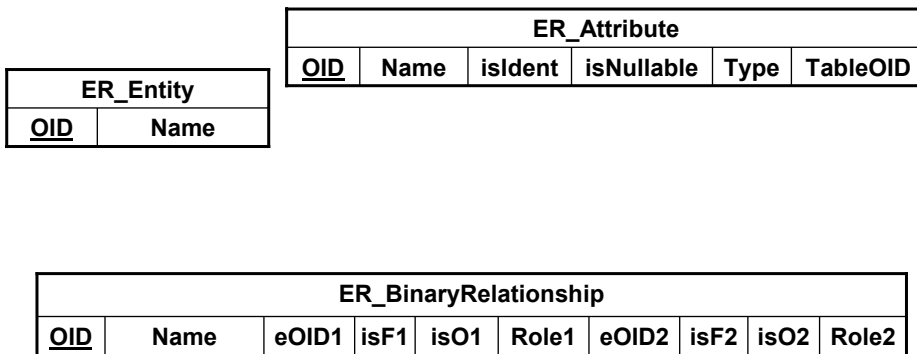 ER_Attribute
OID Name isIdent isNullable Type TableOID
ER_Entity
OID Name
ER_BinaryRelationship
OID Name eOID1 isF1 isO1 Role1 eOID2 isF2 isO2 Role2